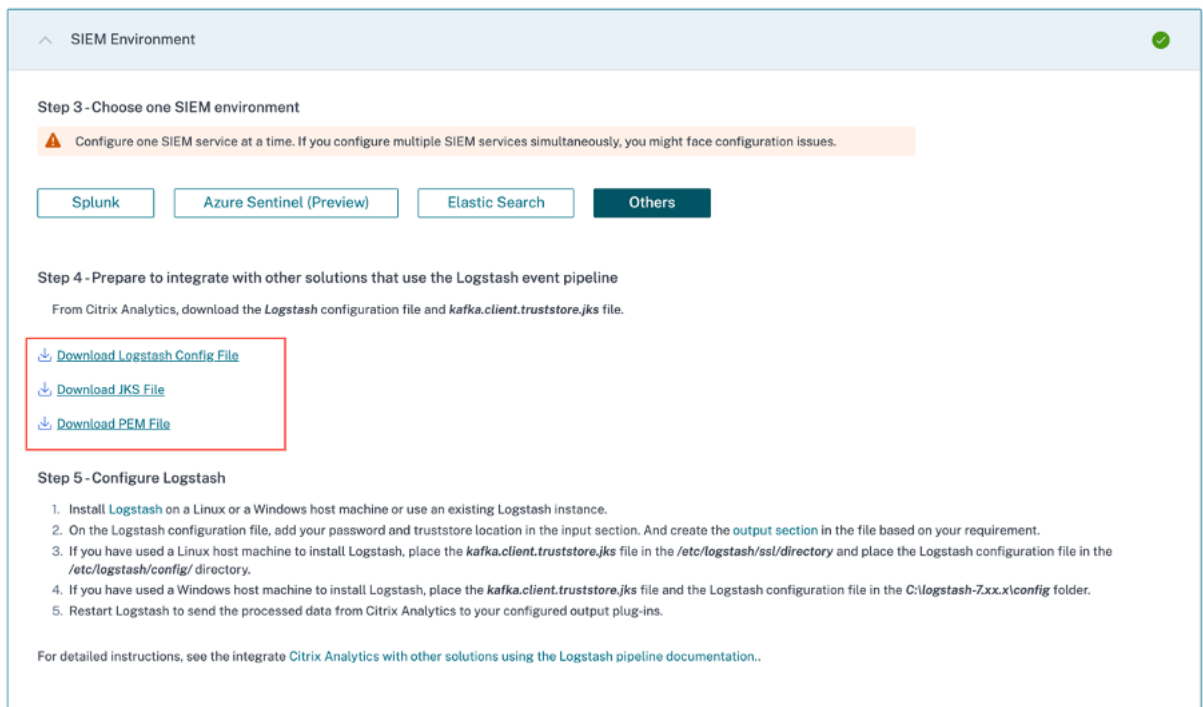 SIEM Environment
Step 3 - Choose one SIEM environment
Configure one SIEM service at a time. If you configure multiple SIEM services simultaneously, you might face configuration issues.
Splunk
Azure Sentinel (Preview)
Elastic Search
Others
Step 4 - Prepare to integrate with other solutions that use the Logstash event pipeline
From Citrix Analytics, download the Logstash configuration file and kafka.client.truststore.jks file.
Download Logstash Config File
Download JKS File
Download PEM File
Step 5 - Configure Logstash
1. Install Logstash on a Linux or a Windows host machine or use an existing Logstash instance.
2. On the Logstash configuration file, add your password and truststore location in the input section. And create the output section in the file based on your requirement.
3. If you have used a Linux host machine to install Logstash, place the kafka.client.truststore.jks file in the /etc/logstash/ssl/directory and place the Logstash configuration file in the
/etc/logstash/config/ directory.
4. If you have used a Windows host machine to install Logstash, place the kafka.client.truststore.jks file and the Logstash configuration file in the C:\logstash-7.xx.x\config folder.
5. Restart Logstash to send the processed data from Citrix Analytics to your configured output plug-ins.
For detailed instructions, see the integrate Citrix Analytics with other solutions using the Logstash pipeline documentation..